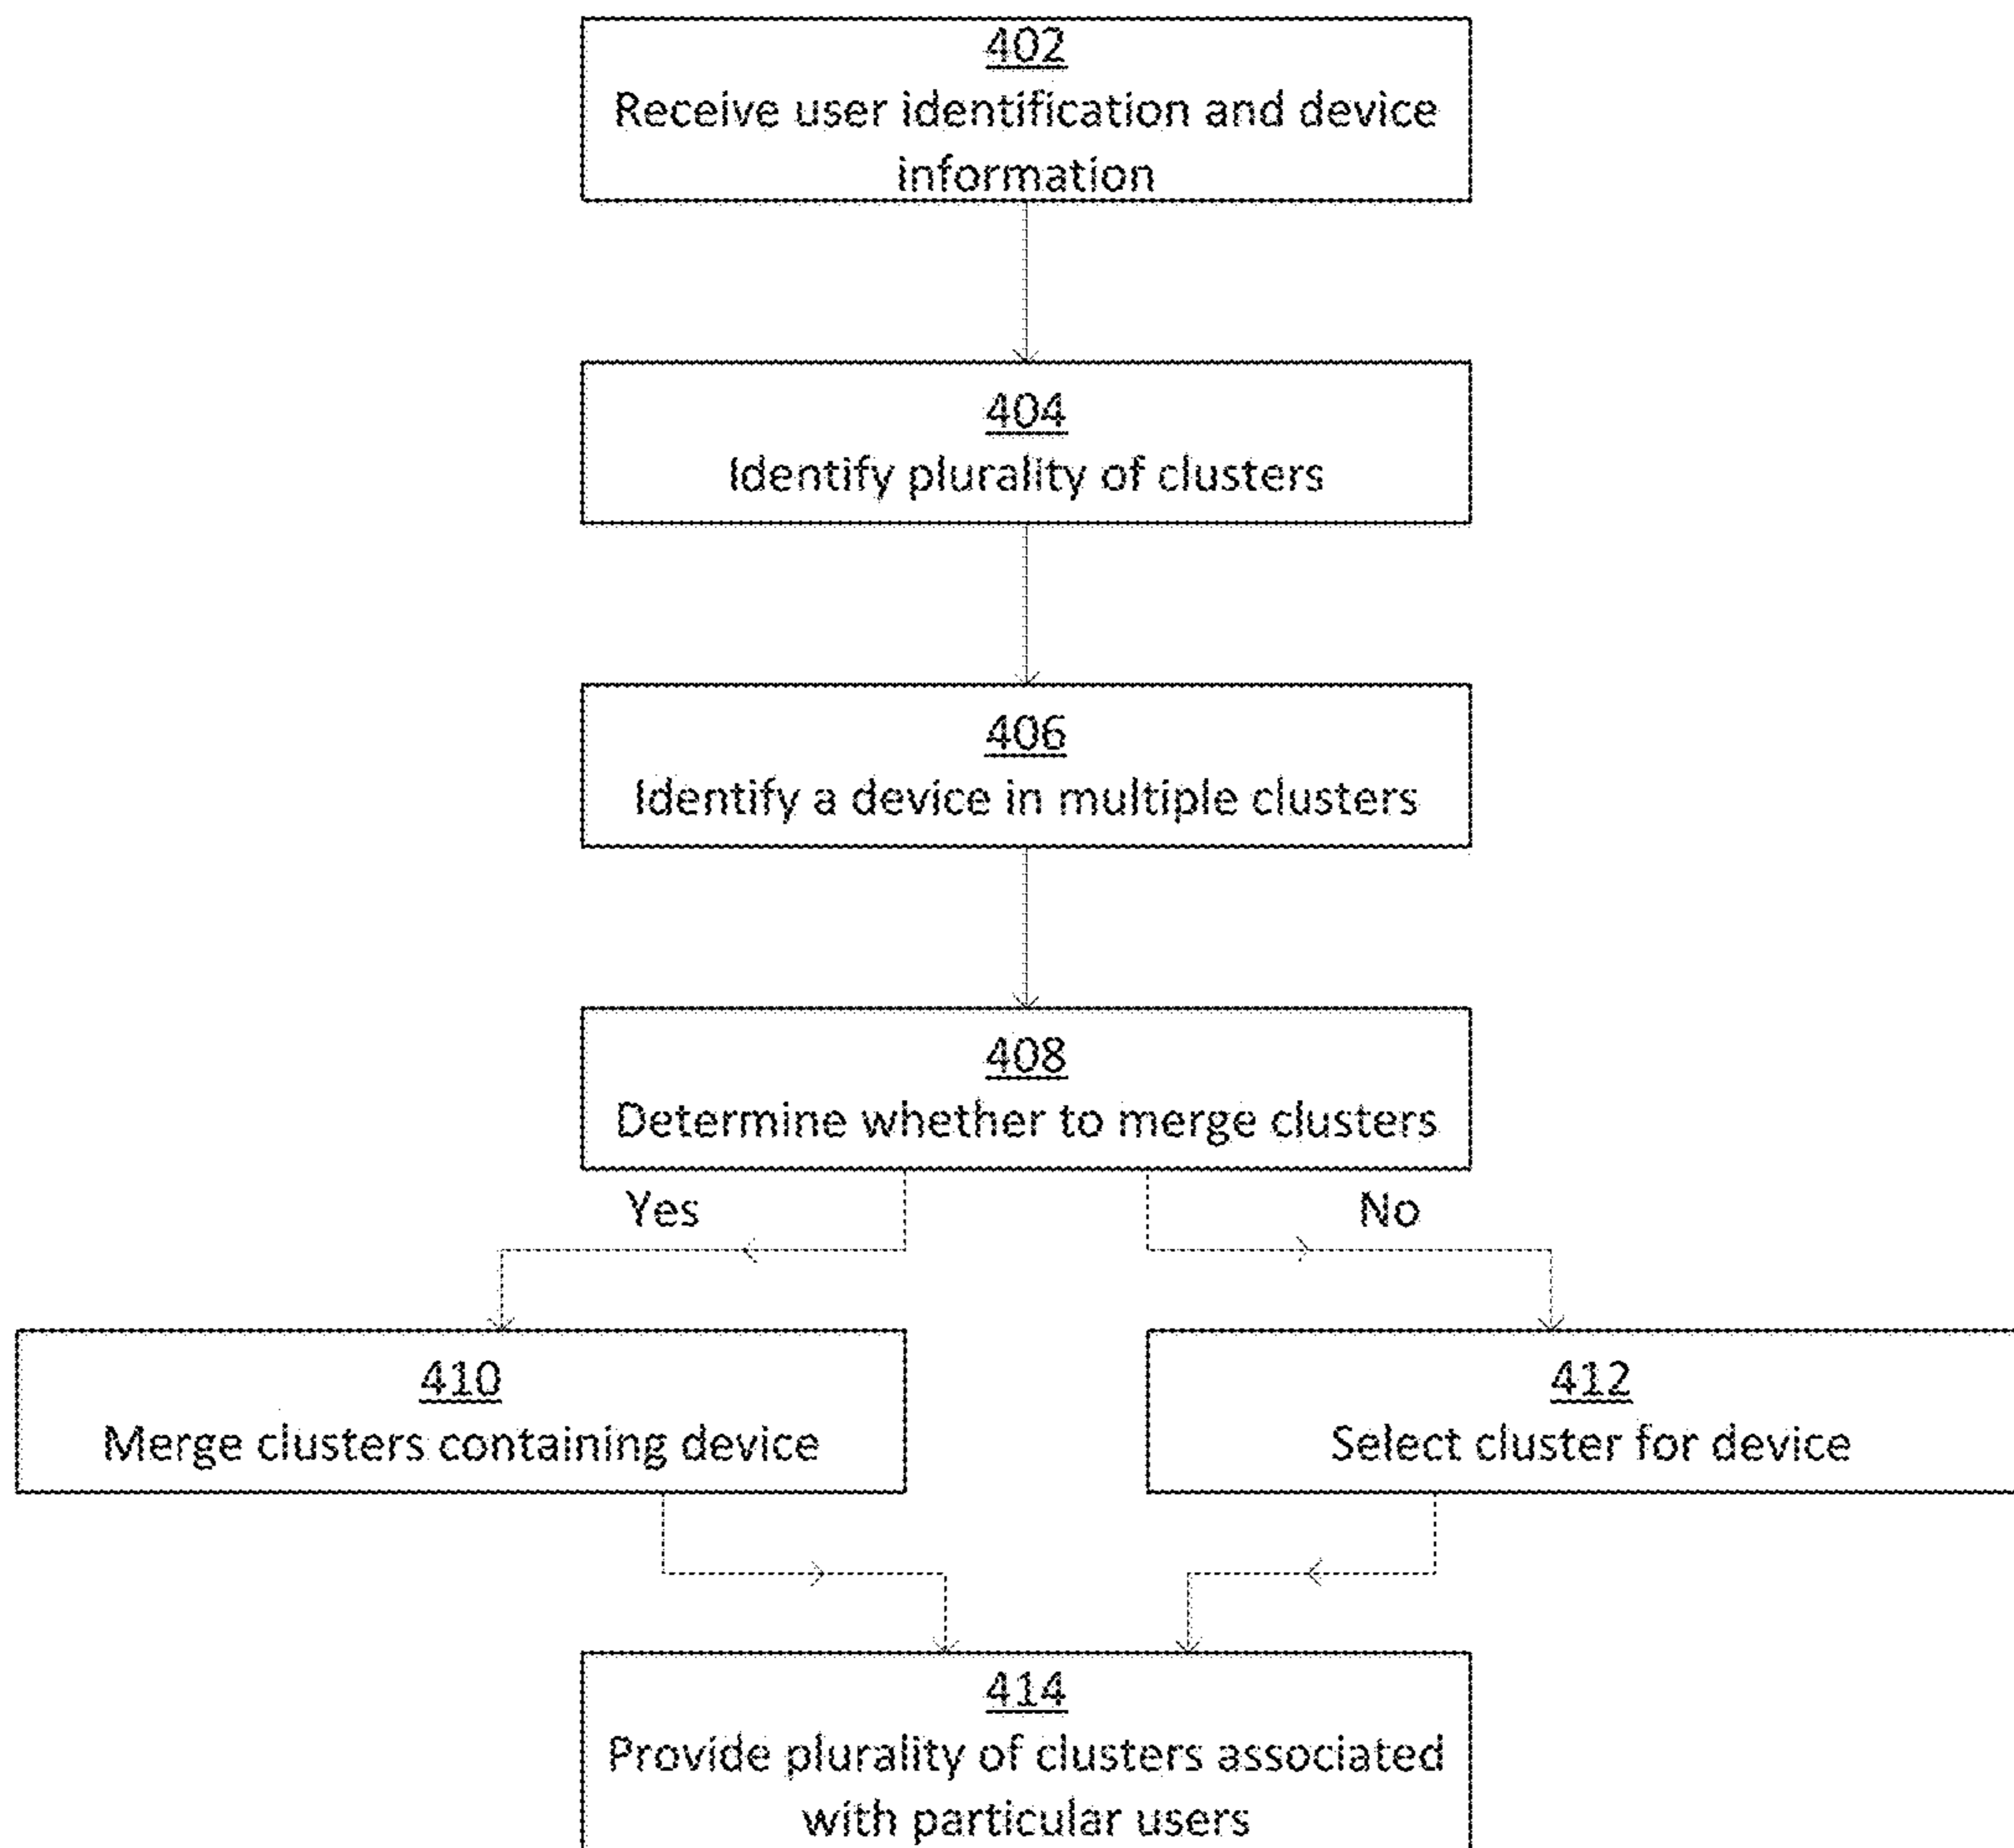 402
Receive user identification and device
information
404
Identify plurality of clusters
406
Identify a device in multiple clusters
408
Determine whether to merge clusters
Yes
No
410
Merge clusters containing device
412
Select cluster for device
414
Provide plurality of clusters associated
with particular users